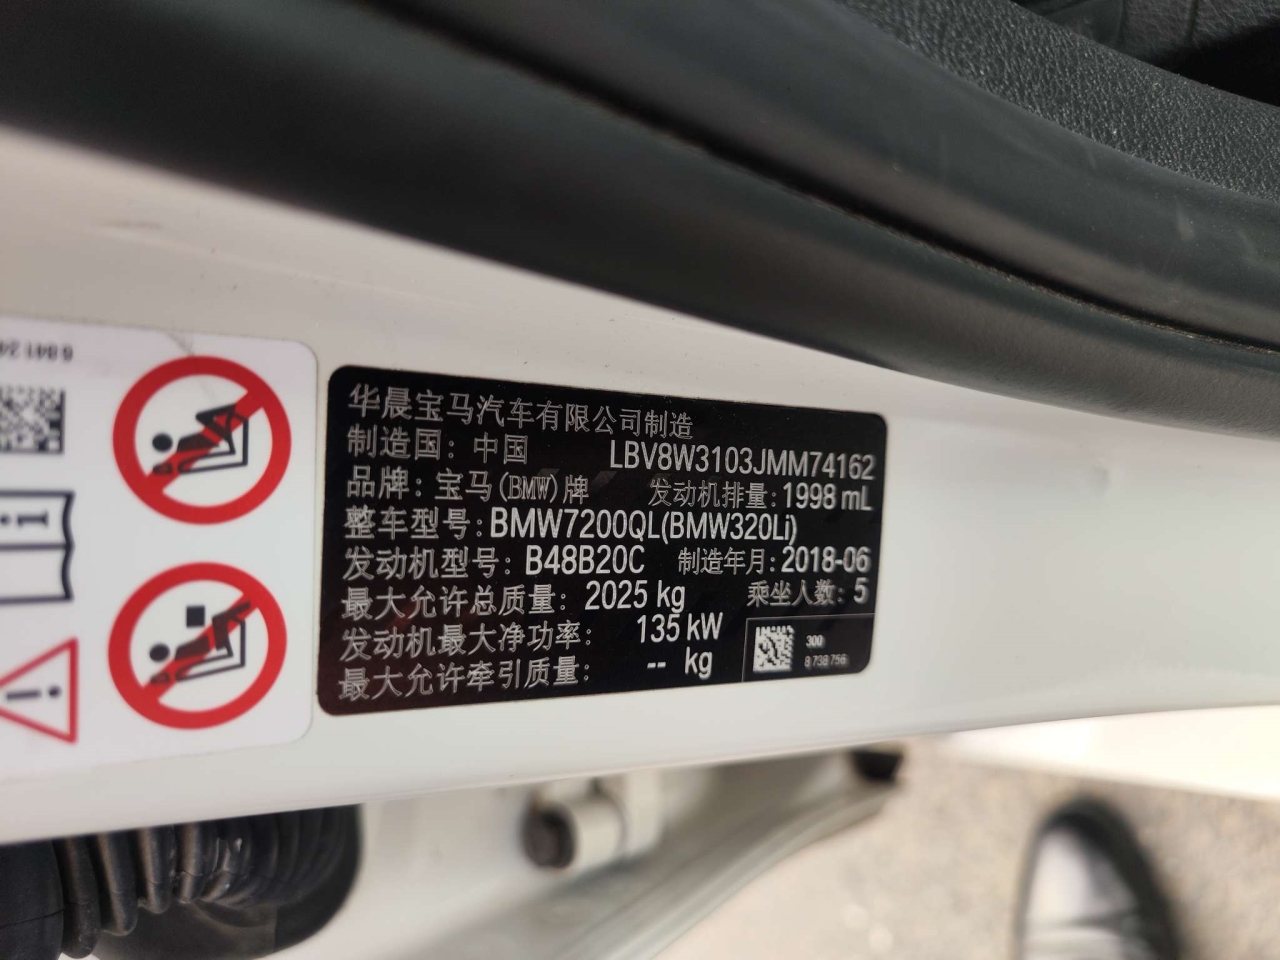 华晨宝马汽车有限公司制造
制造国：中国 LBV8W3103JMM74162
品牌：宝马(BMW)牌 发动机排量：1998 mL
整车型号：BMW7200QL(BMW320Li)
发动机型号：B48B20C 制造年月：2018-06
最大允许总质量：2025 kg 乘坐人数：5
发动机最大净功率：135 kW
最大允许牵引质量：-- kg
300
8 738 756